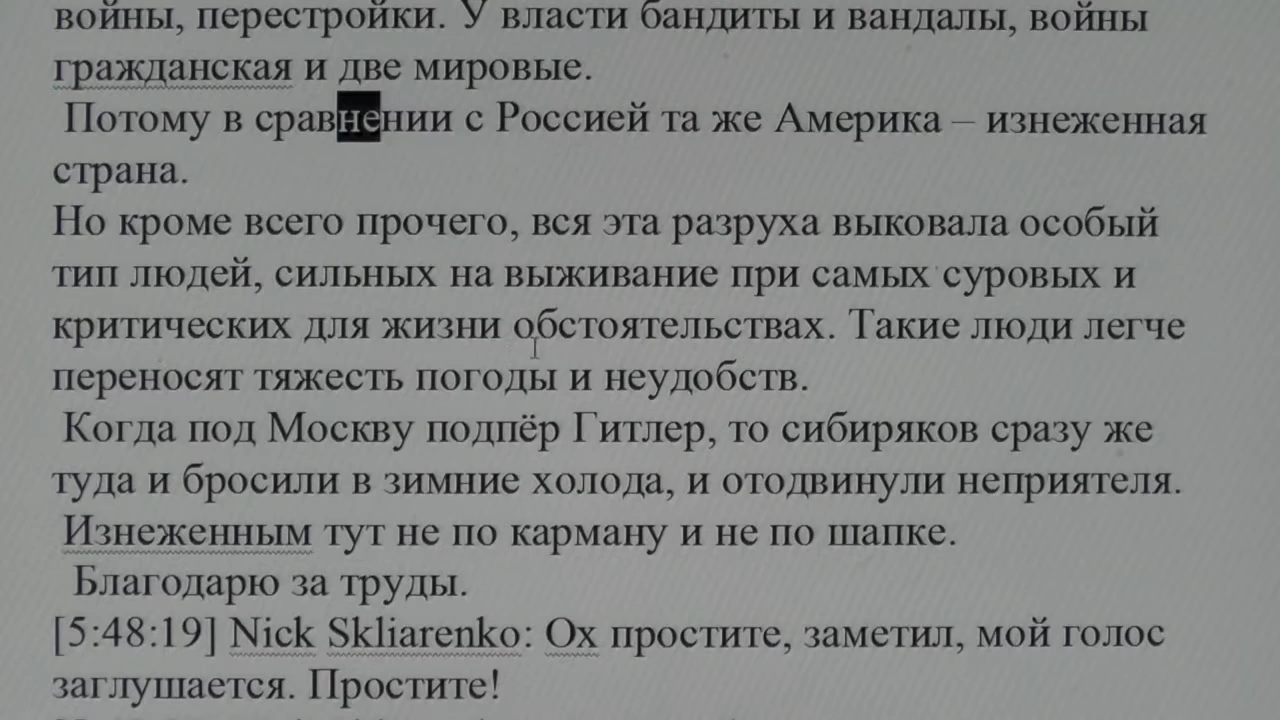 войны, перестройки. У власти бандиты и вандалы, войны
гражданская и две мировые.
Потому в сравнении с Россией та же Америка – изнеженная
страна.
Но кроме всего прочего, вся эта разруха выковала особый
тип людей, сильных на выживание при самых суровых и
критических для жизни обстоятельствах. Такие люди легче
переносят тяжесть погоды и неудобств.
Когда под Москву подпёр Гитлер, то сибиряков сразу же
туда и бросили в зимние холода, и отодвинули неприятеля.
Изнеженным тут не по карману и не по шапке.
Благодарю за труды.
[5:48:19] Nick Skliarenko: Ох простите, заметил, мой голос
заглушается. Простите!